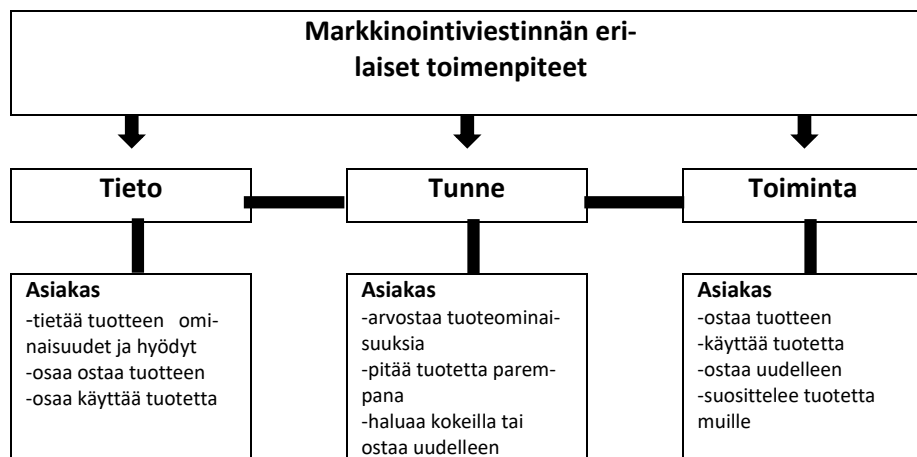 Markkinointiviestinnän eri-
laiset toimenpiteet
Tieto
Tunne
Toiminta
Asiakas
-tietää tuotteen omi-
naisuudet ja hyödyt
-osaa ostaa tuotteen
-osaa käyttää tuotetta
Asiakas
-arvostaa tuoteominai-
suuksia
-pitää tuotetta parem-
pana
-haluaa kokeilla tai
ostaa uudelleen
Asiakas
-ostaa tuotteen
-käyttää tuotetta
-ostaa uudelleen
-suosittelee tuotetta
muille